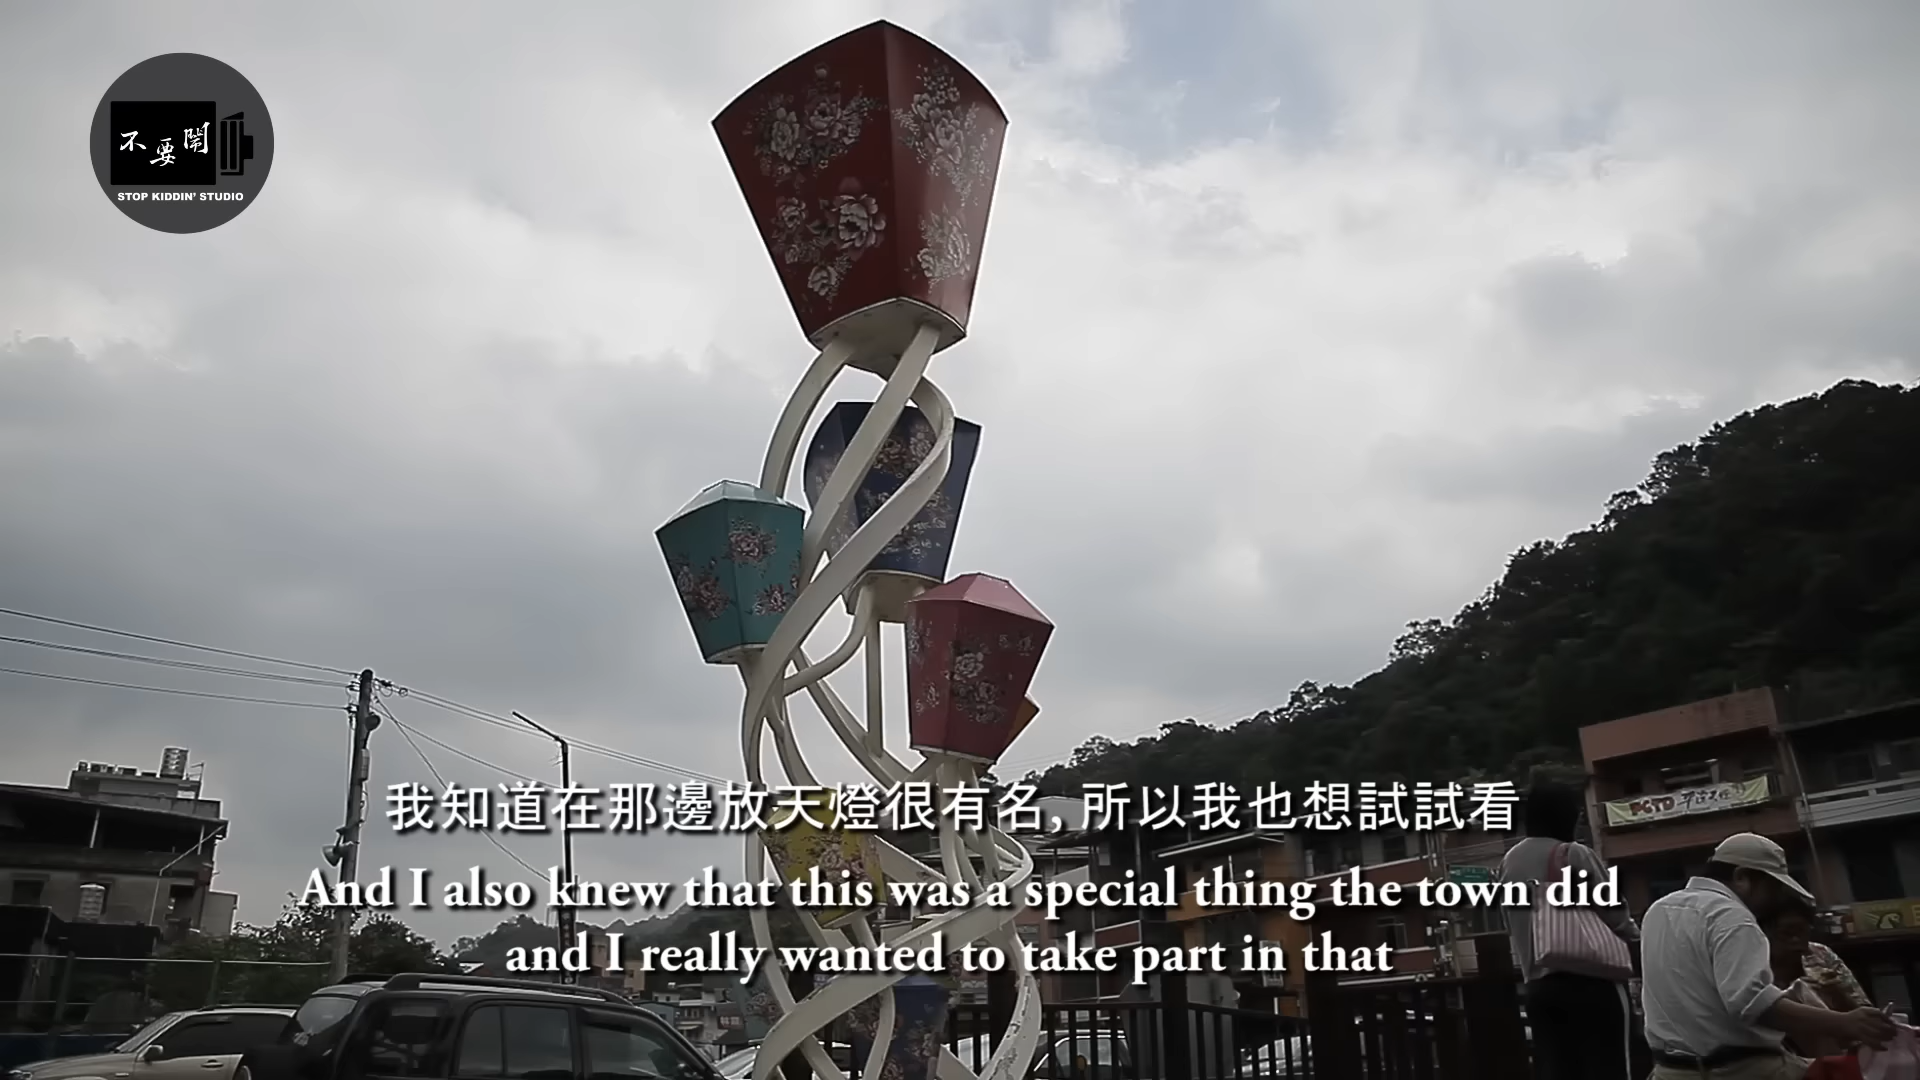 不要鬧
STOP KIDDIN' STUDIO
我知道在那邊放天燈很有名, 所以我也想試試看
And I also knew that this was a special thing the town did
and I really wanted to take part in that